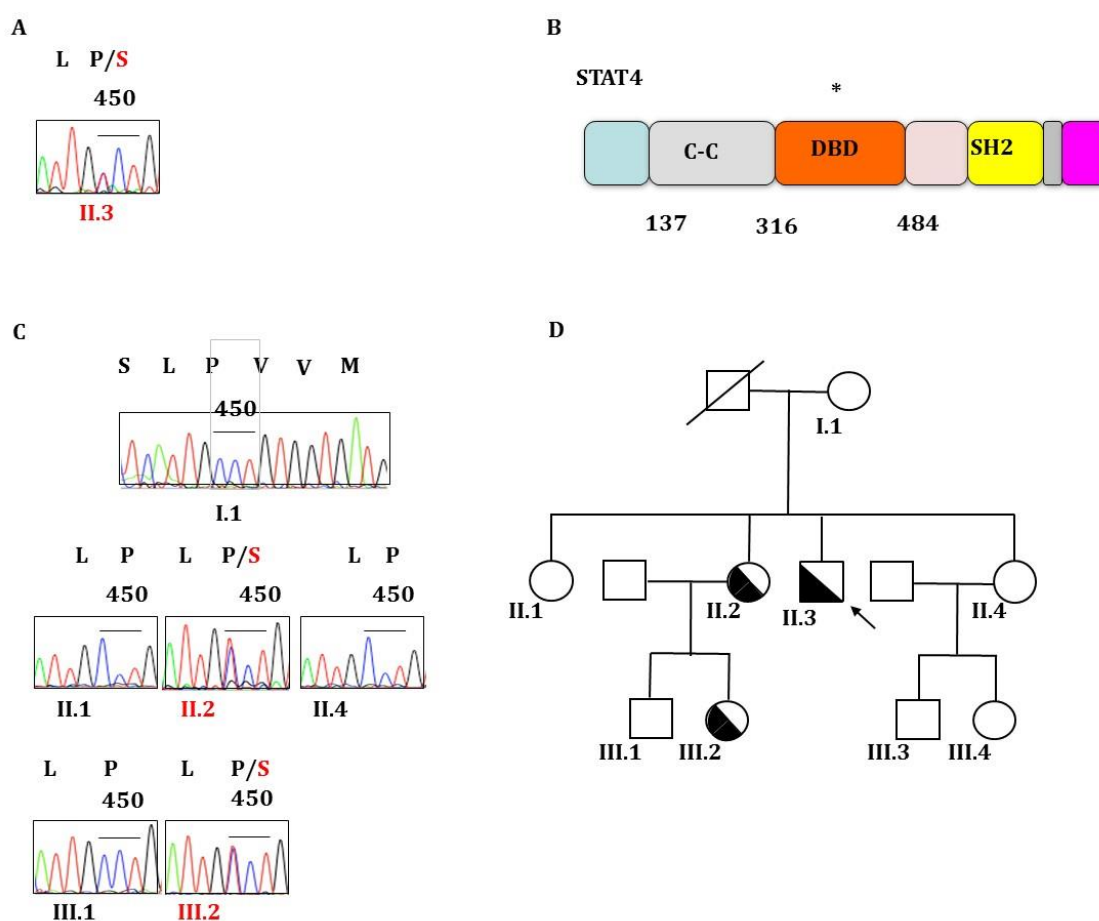 A
L P/S
450
II.3
B
STAT4
*
C-C DBD SH2
137 316 484
C
S L P V V M
450
I.1
L P L P/S L P
450 450 450
II.1 II.2 II.4
L P L P/S
450 450
III.1 III.2
D
I.1
II.1 II.2 II.3 II.4
III.1 III.2 III.3 III.4